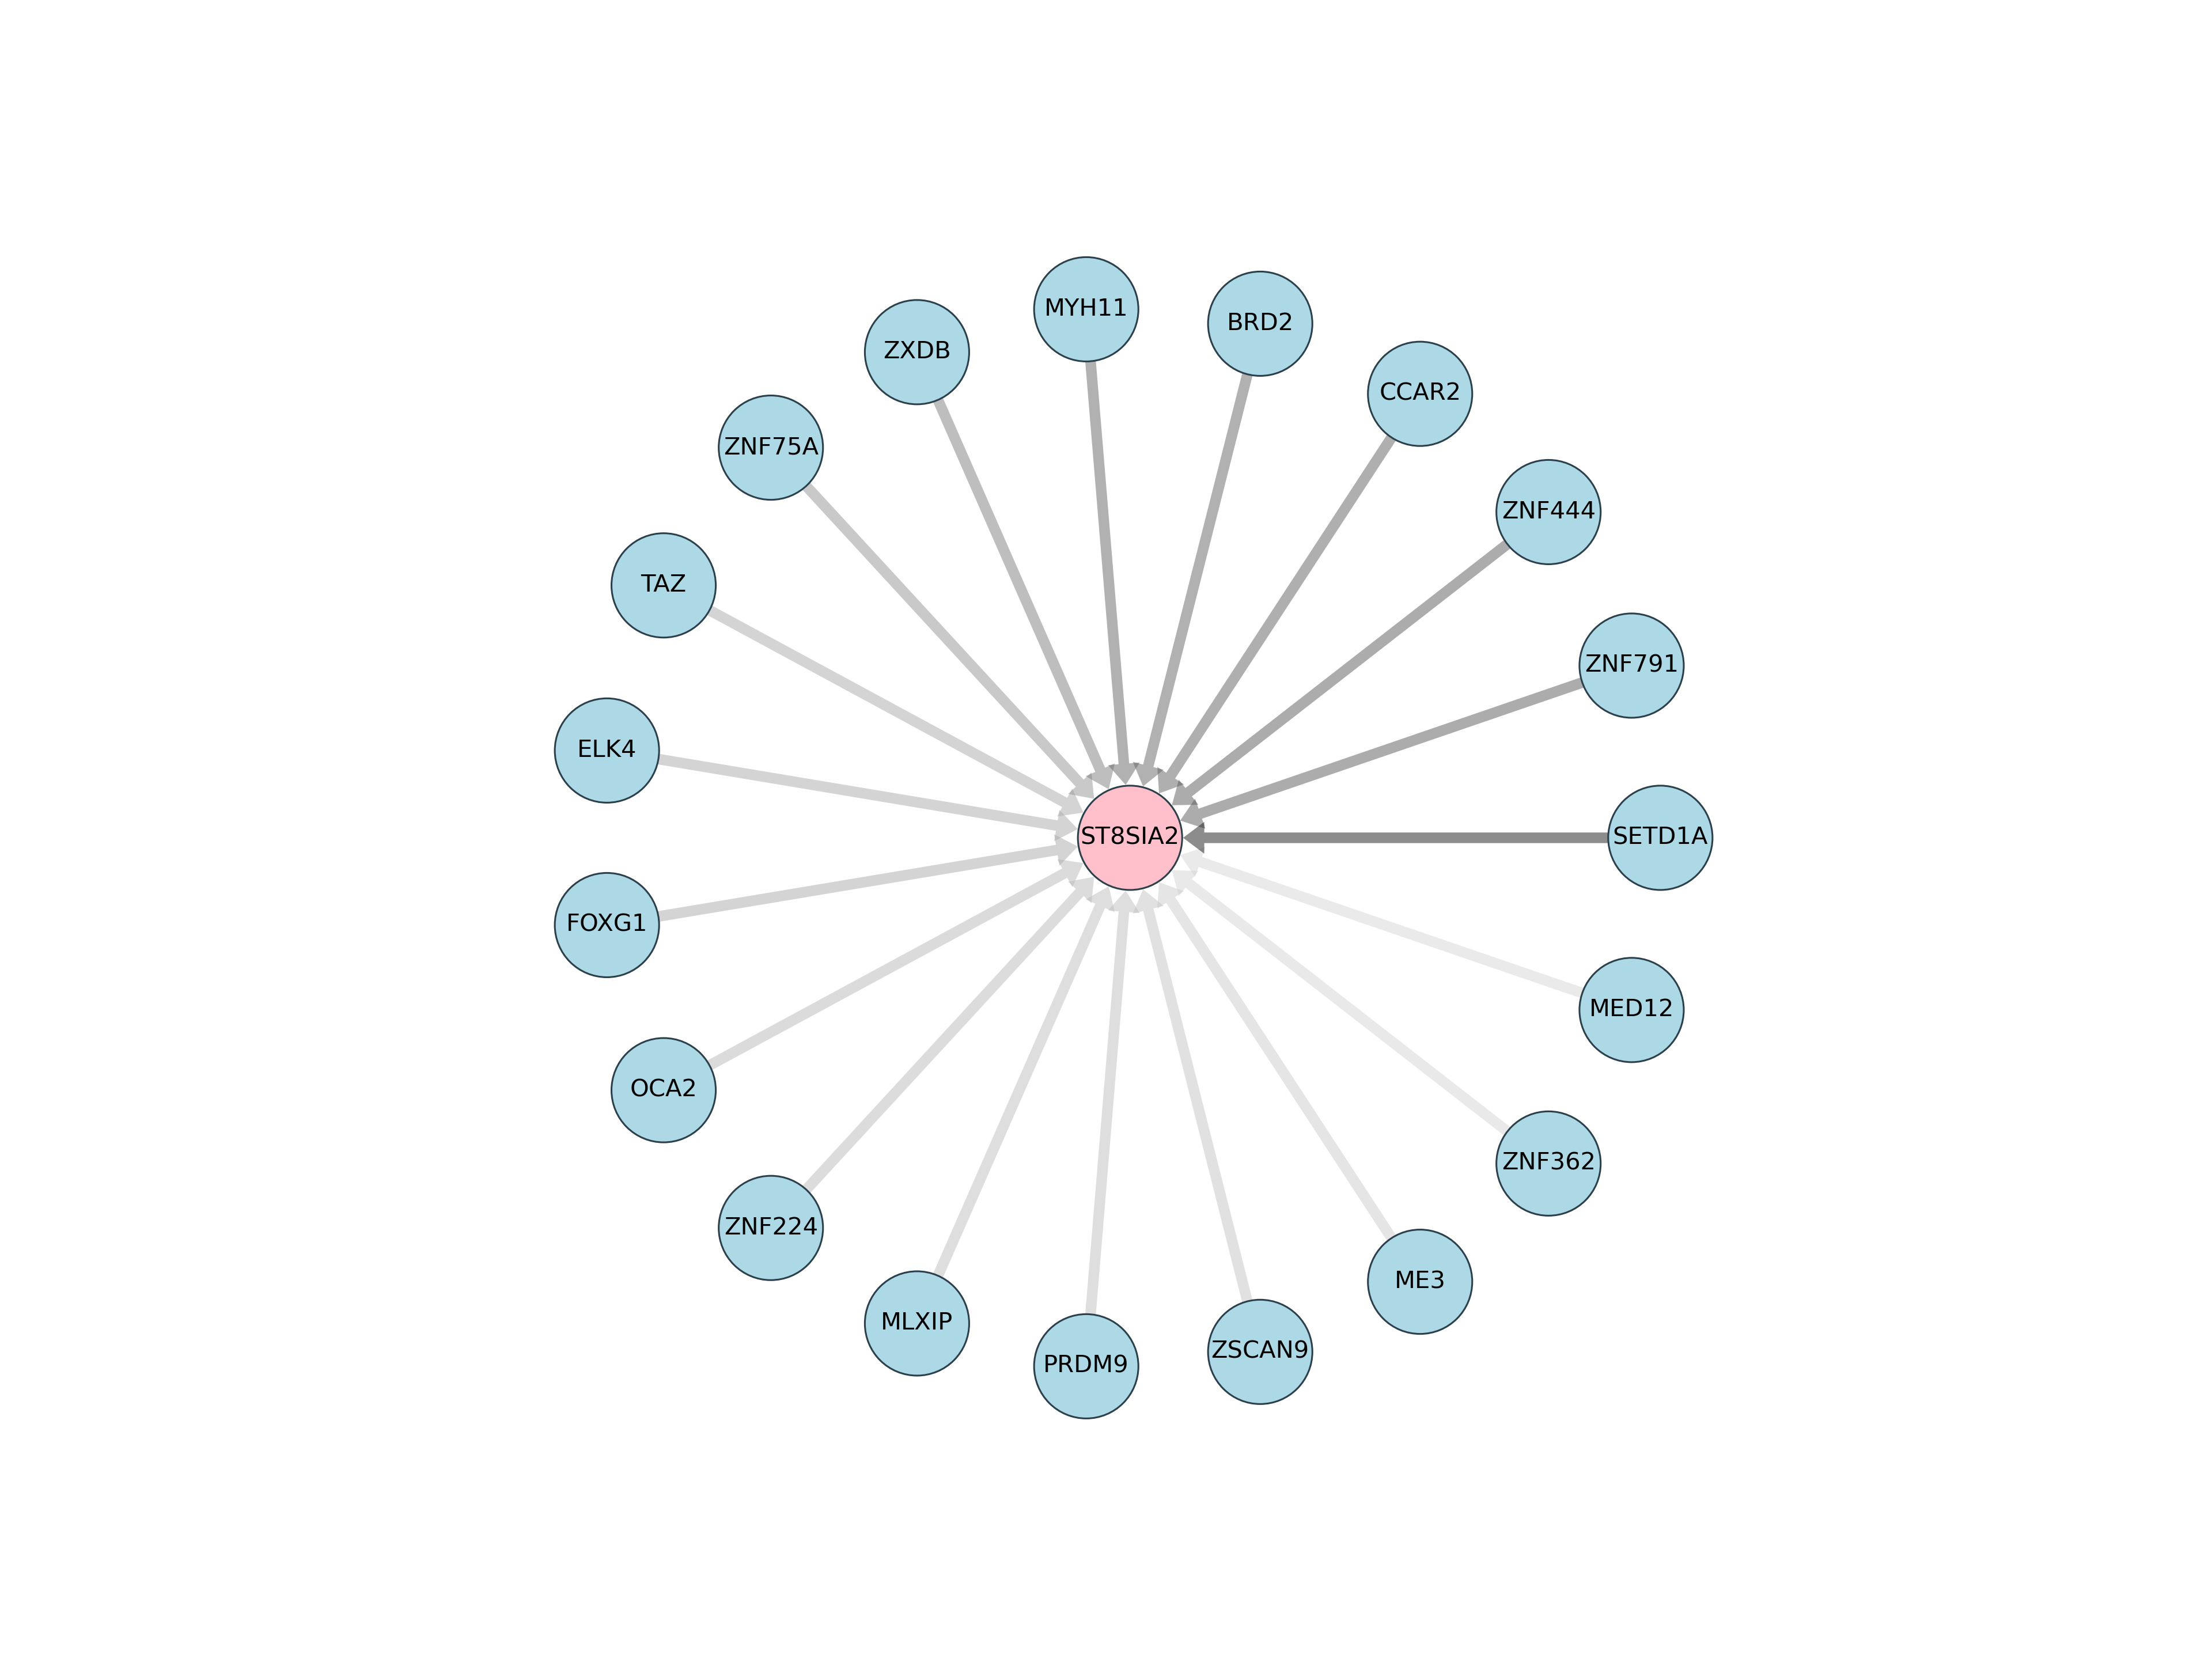 MYH11
BRD2
ZXDB
CCAR2
ZNF75A
ZNF444
TAZ
ZNF791
ELK4
ST8SIA2
SETD1A
FOXG1
MED12
OCA2
ZNF362
ZNF224
ME3
MLXIP
ZSCAN9
PRDM9